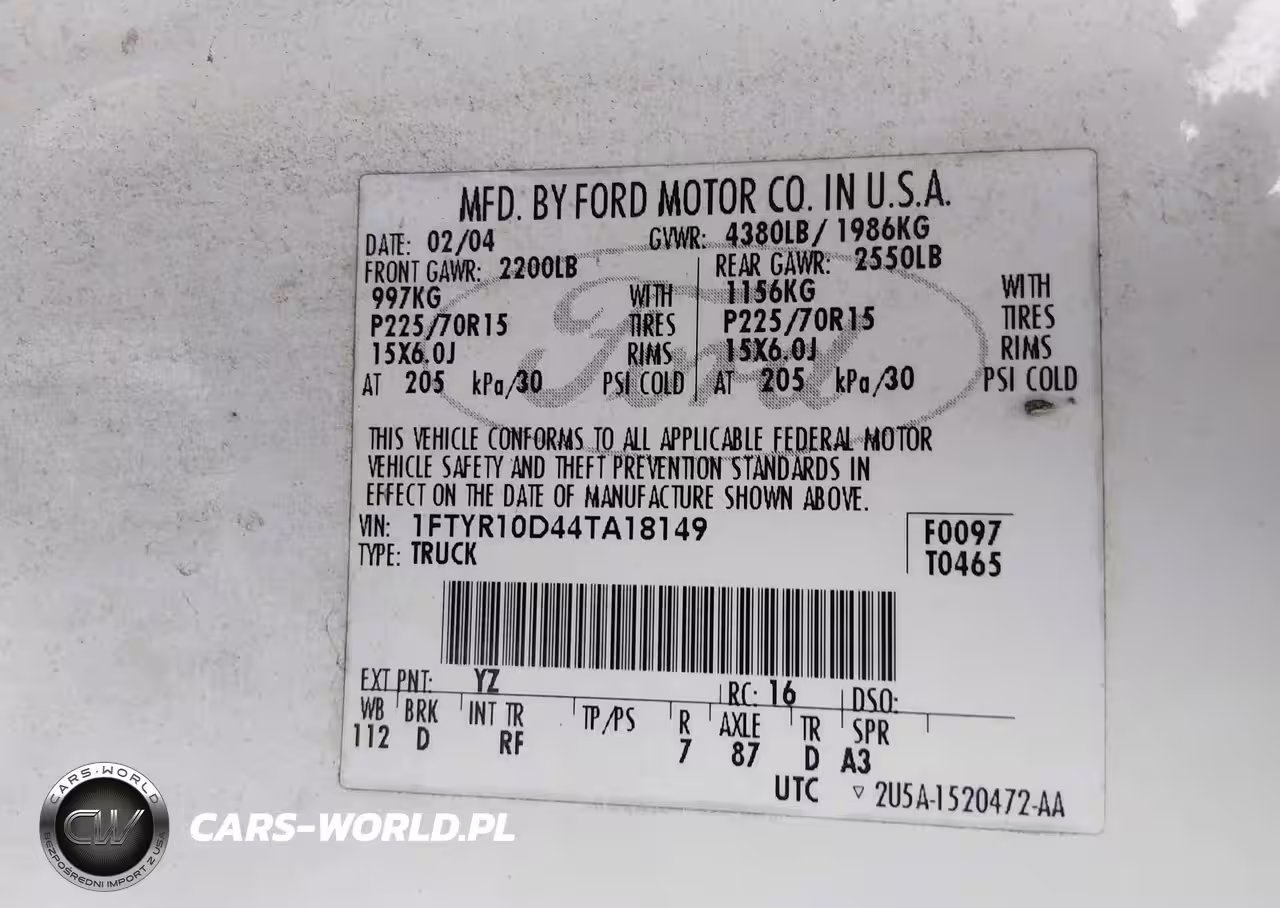 MFD. BY FORD MOTOR CO. IN U.S.A.
DATE: 02/04 GVWR: 4380LB/ 1986KG
FRONT GAWR: 2200LB REAR GAWR: 2550LB
997KG WITH 1156KG WITH
P225/70R15 TIRES P225/70R15 TIRES
15X6.0J RIMS 15X6.0J RIMS
AT 205 kPa/30 PSI COLD AT 205 kPa/30 PSI COLD
Ford
THIS VEHICLE CONFORMS TO ALL APPLICABLE FEDERAL MOTOR
VEHICLE SAFETY AND THEFT PREVENTION STANDARDS IN
EFFECT ON THE DATE OF MANUFACTURE SHOWN ABOVE.
VIN: 1FTYR10D44TA18149 F0097
TYPE: TRUCK T0465
EXT PNT: YZ RC: 16 DSO:
WB BRK INT TR TP/PS R AXLE TR SPR
112 D RF 7 87 D A3
UTC ▽ 2U5A-1520472-AA
CARS-WORLD
CW
BEZPOŚREDNI IMPORT Z USA
CARS-WORLD.PL